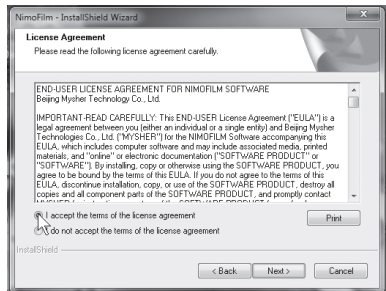 NimoFilm - InstallShield Wizard
License Agreement
Please read the following license agreement carefully.
END-USER LICENSE AGREEMENT FOR NIMOFILM SOFTWARE
Beijing Mysher Technology Co., Ltd.
IMPORTANT-READ CAREFULLY: This END-USER License Agreement ("EULA") is a
legal agreement between you (either an individual or a single entity) and Beijing Mysher
Technologies Co., Ltd. ("MYSHER") for the NIMOFILM Software accompanying this
EULA, which includes computer software and may include associated media, printed
materials, and "online" or electronic documentation ("SOFTWARE PRODUCT" or
"SOFTWARE"). By installing, copy or otherwise using the SOFTWARE PRODUCT, you
agree to be bound by the terms of this EULA. If you do not agree to the terms of this
EULA, discontinue installation, copy, or use of the SOFTWARE PRODUCT, destroy all
copies and all component parts of the SOFTWARE PRODUCT, and promptly contact
I accept the terms of the license agreement
Print
I do not accept the terms of the license agreement
InstallShield
< Back
Next >
Cancel